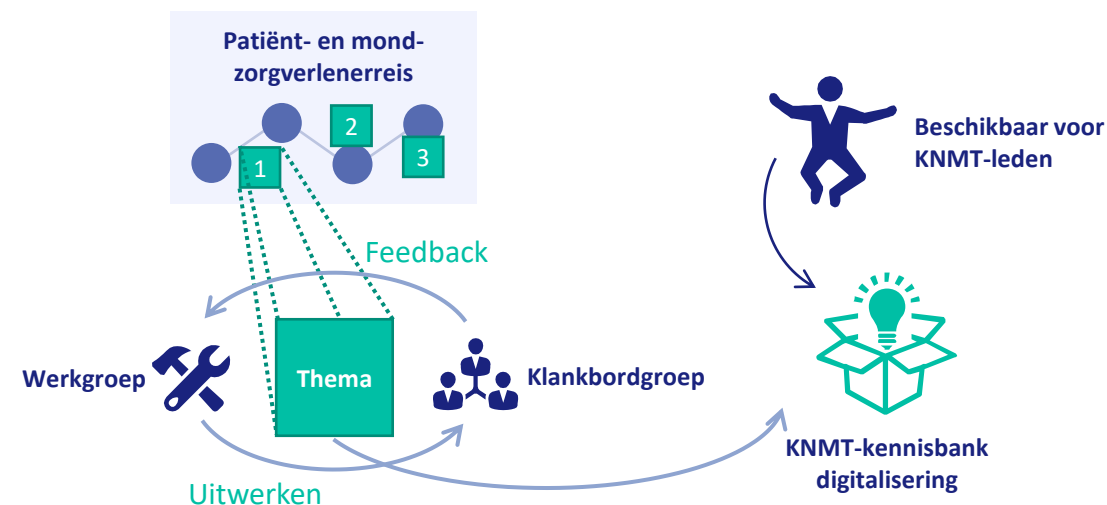 Patiënt- en mond-
zorgverlenerreis
1
2
3
Beschikbaar voor
KNMT-leden
Feedback
Werkgroep
Thema
Klankbordgroep
Uitwerken
KNMT-kennisbank
digitalisering